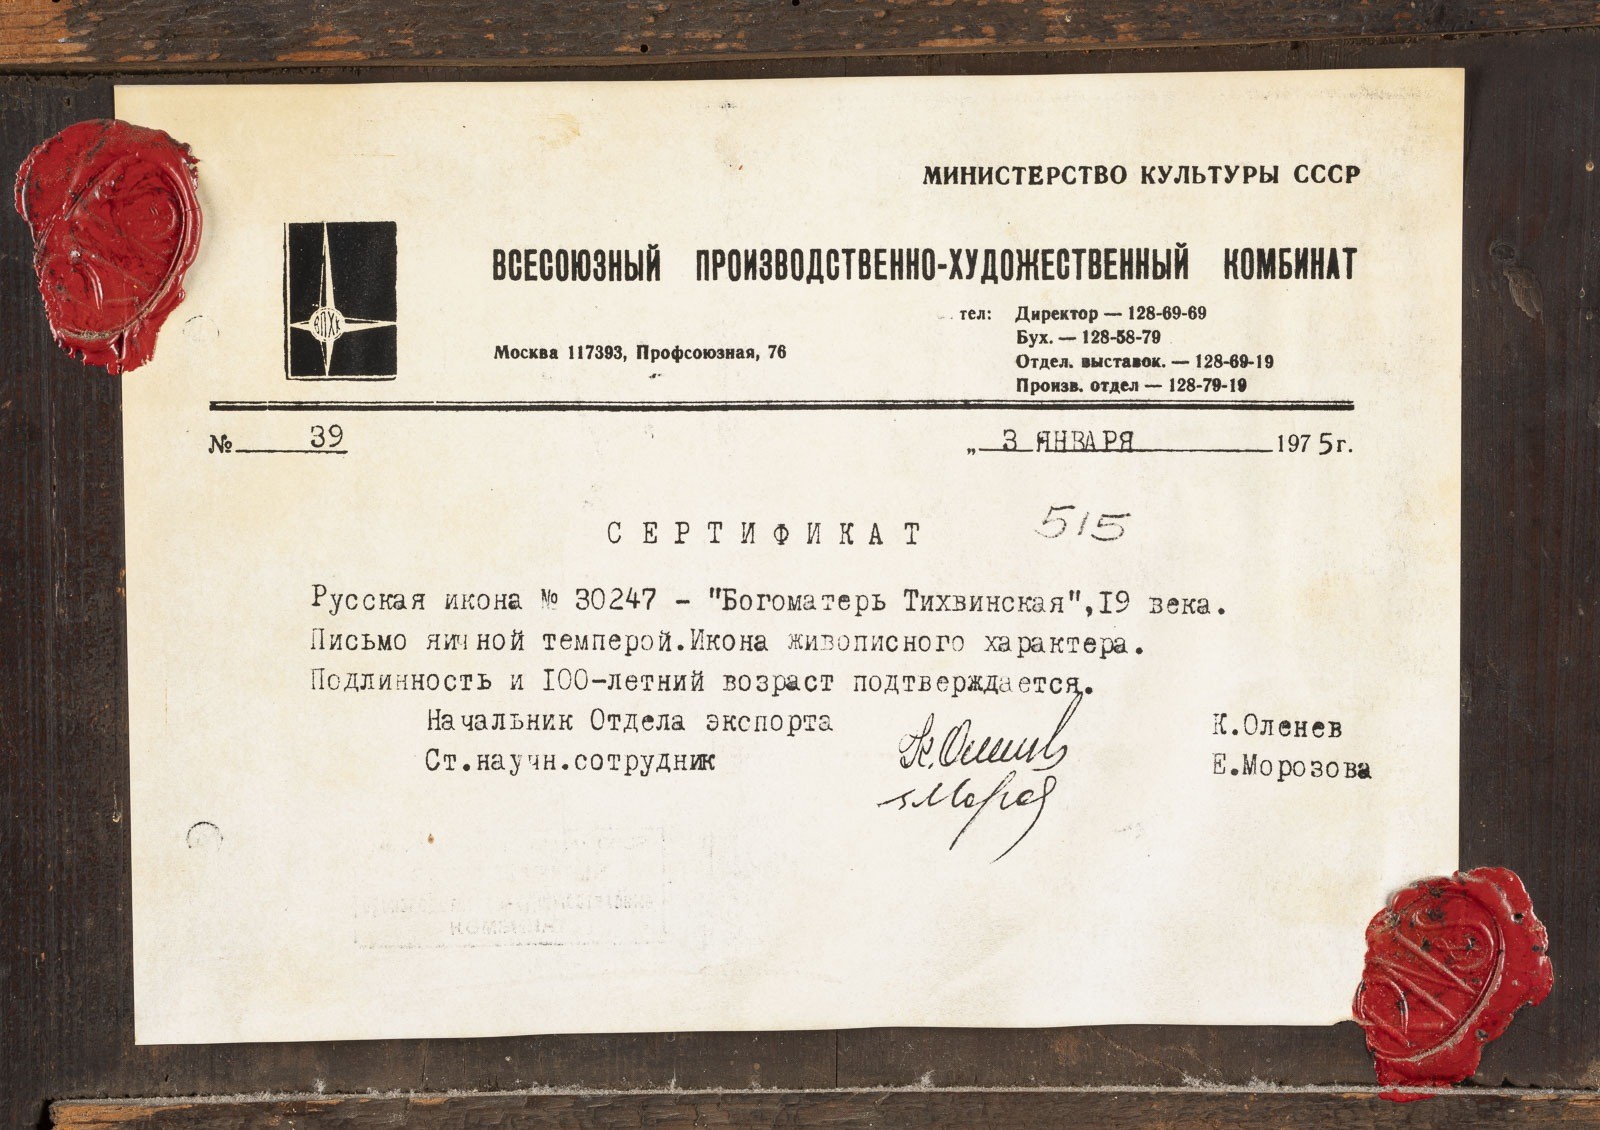 МИНИСТЕРСТВО КУЛЬТУРЫ СССР
ВПХК
ВСЕСОЮЗНЫЙ ПРОИЗВОДСТВЕННО-ХУДОЖЕСТВЕННЫЙ КОМБИНАТ
Москва 117393, Профсоюзная, 76
тел: Директор — 128-69-69
Бух. — 128-58-79
Отдел. выставок. — 128-69-19
Произв. отдел — 128-79-19
№ 39 „ 3 ЯНВАРЯ 1975 г.
СЕРТИФИКАТ 515
Русская икона № 30247 - "Богоматерь Тихвинская",I9 века.
Письмо яичной темперой.Икона живописного характера.
Подлинность и I00-летний возраст подтверждается.
Начальник Отдела экспорта К.Оленев
Ст.научн.сотрудник Е.Морозова